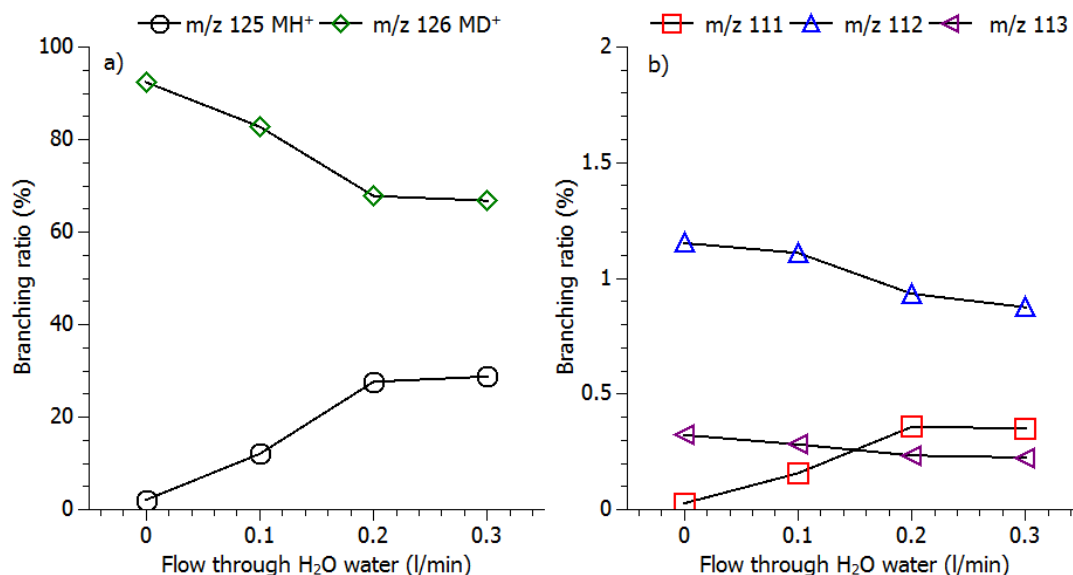 m/z 125 MH⁺ m/z 126 MD⁺
a)
100
80
60
40
20
0
Branching ratio (%)
0 0.1 0.2 0.3
Flow through H₂O water (l/min)
m/z 111 m/z 112 m/z 113
b)
2
1.5
1
0.5
0
Branching ratio (%)
0 0.1 0.2 0.3
Flow through H₂O water (l/min)